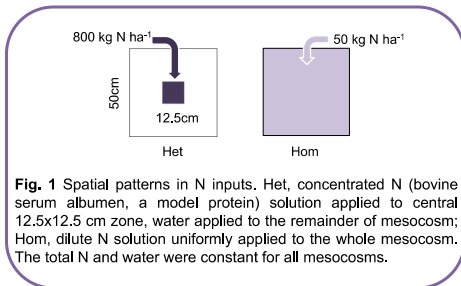 800 kg N ha⁻¹
50 kg N ha⁻¹
50cm
12.5cm
Het
Hom
Fig. 1 Spatial patterns in N inputs. Het, concentrated N (bovine
serum albumen, a model protein) solution applied to central
12.5x12.5 cm zone, water applied to the remainder of mesocosm;
Hom, dilute N solution uniformly applied to the whole mesocosm.
The total N and water were constant for all mesocosms.